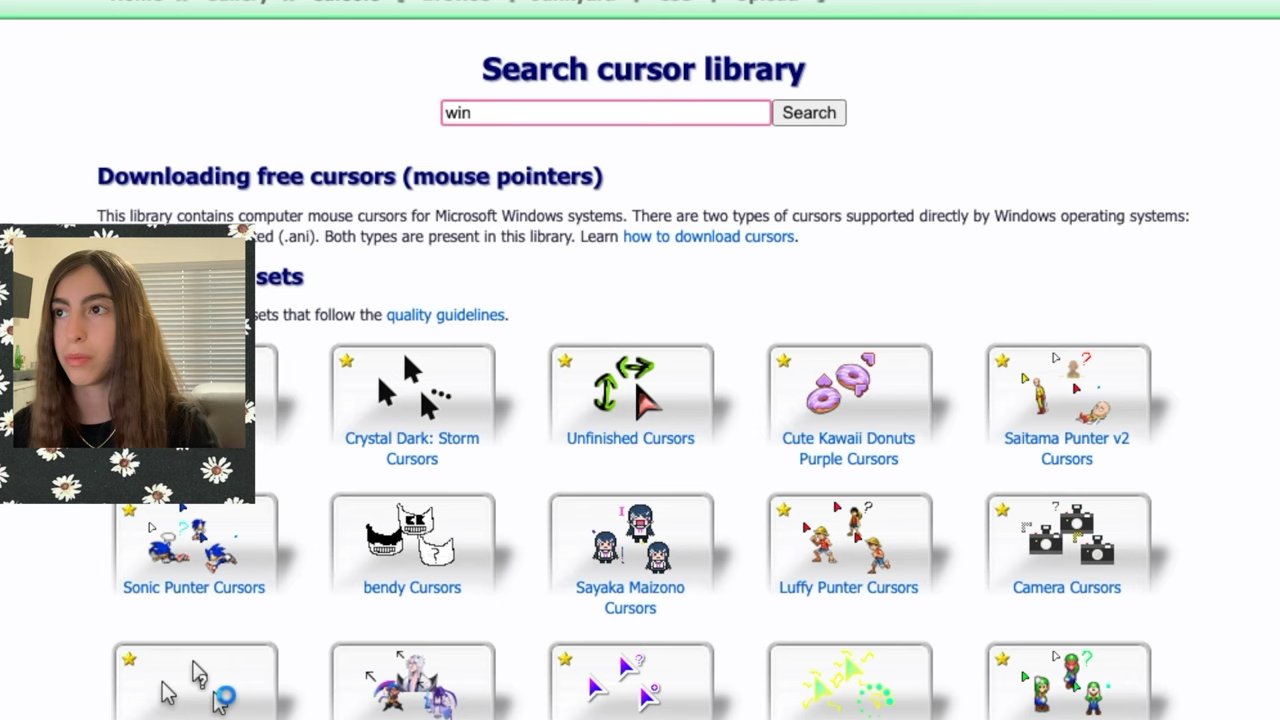 Search cursor library
win
Search
Downloading free cursors (mouse pointers)
This library contains computer mouse cursors for Microsoft Windows systems. There are two types of cursors supported directly by Windows operating systems:
(.ani). Both types are present in this library. Learn how to download cursors.
sets
sets that follow the quality guidelines.
Crystal Dark: Storm
Cursors
Unfinished Cursors
Cute Kawaii Donuts
Purple Cursors
Saitama Punter v2
Cursors
Sonic Punter Cursors
bendy Cursors
Sayaka Maizono
Cursors
Luffy Punter Cursors
Camera Cursors